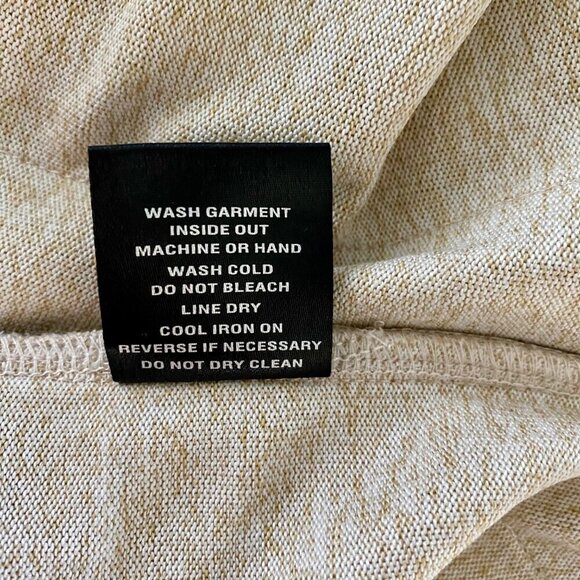 WASH GARMENT
INSIDE OUT
MACHINE OR HAND
WASH COLD
DO NOT BLEACH
LINE DRY
COOL IRON ON
REVERSE IF NECESSARY
DO NOT DRY CLEAN